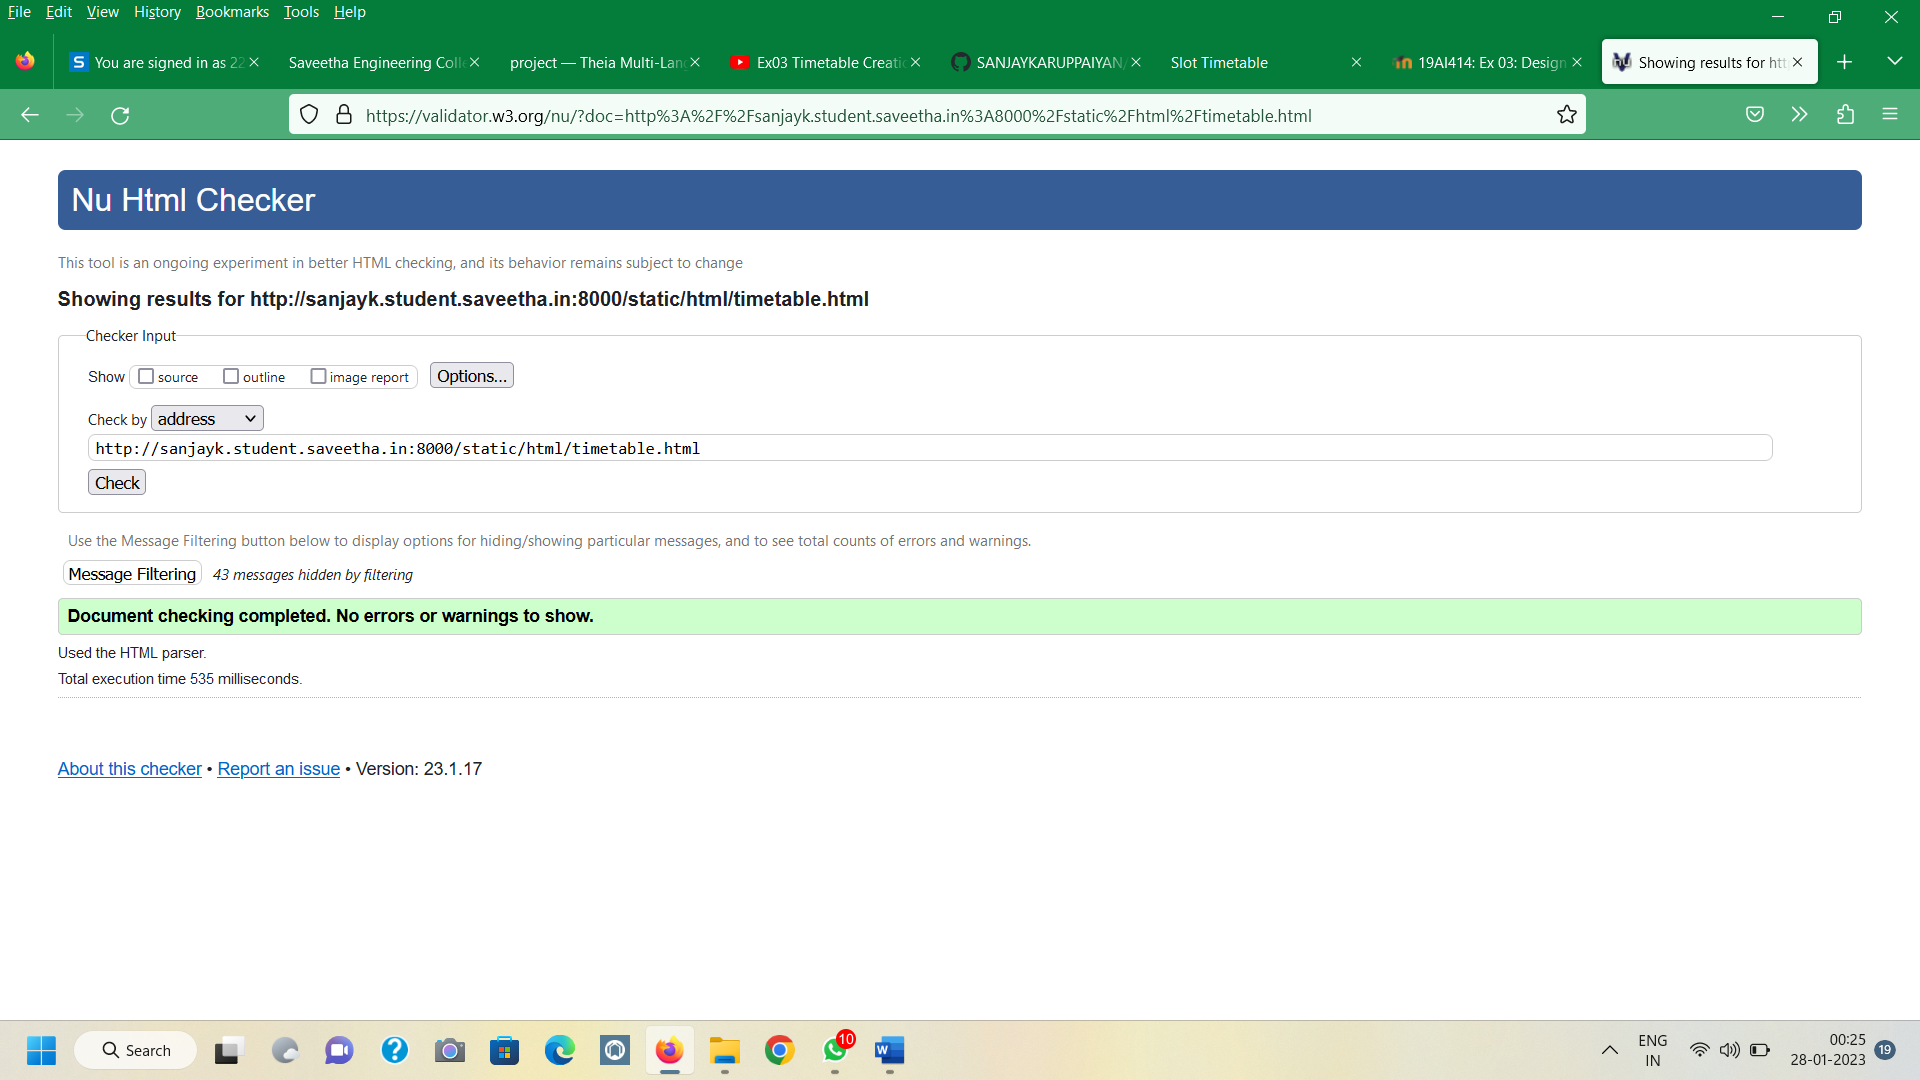 File Edit View History Bookmarks Tools Help
You are signed in as 22
Saveetha Engineering Coll
project — Theia Multi-Lan
Ex03 Timetable Creati
SANJAYKARUPPAIYAN/
Slot Timetable
19AI414: Ex 03: Design
Showing results for htt
https://validator.w3.org/nu/?doc=http%3A%2F%2Fsanjayk.student.saveetha.in%3A8000%2Fstatic%2Fhtml%2Ftimetable.html
Nu Html Checker
This tool is an ongoing experiment in better HTML checking, and its behavior remains subject to change
Showing results for http://sanjayk.student.saveetha.in:8000/static/html/timetable.html
Checker Input
Show source outline image report Options...
Check by address
http://sanjayk.student.saveetha.in:8000/static/html/timetable.html
Check
Use the Message Filtering button below to display options for hiding/showing particular messages, and to see total counts of errors and warnings.
Message Filtering 43 messages hidden by filtering
Document checking completed. No errors or warnings to show.
Used the HTML parser.
Total execution time 535 milliseconds.
About this checker • Report an issue • Version: 23.1.17
Search
10
ENG
IN
00:25
28-01-2023
19